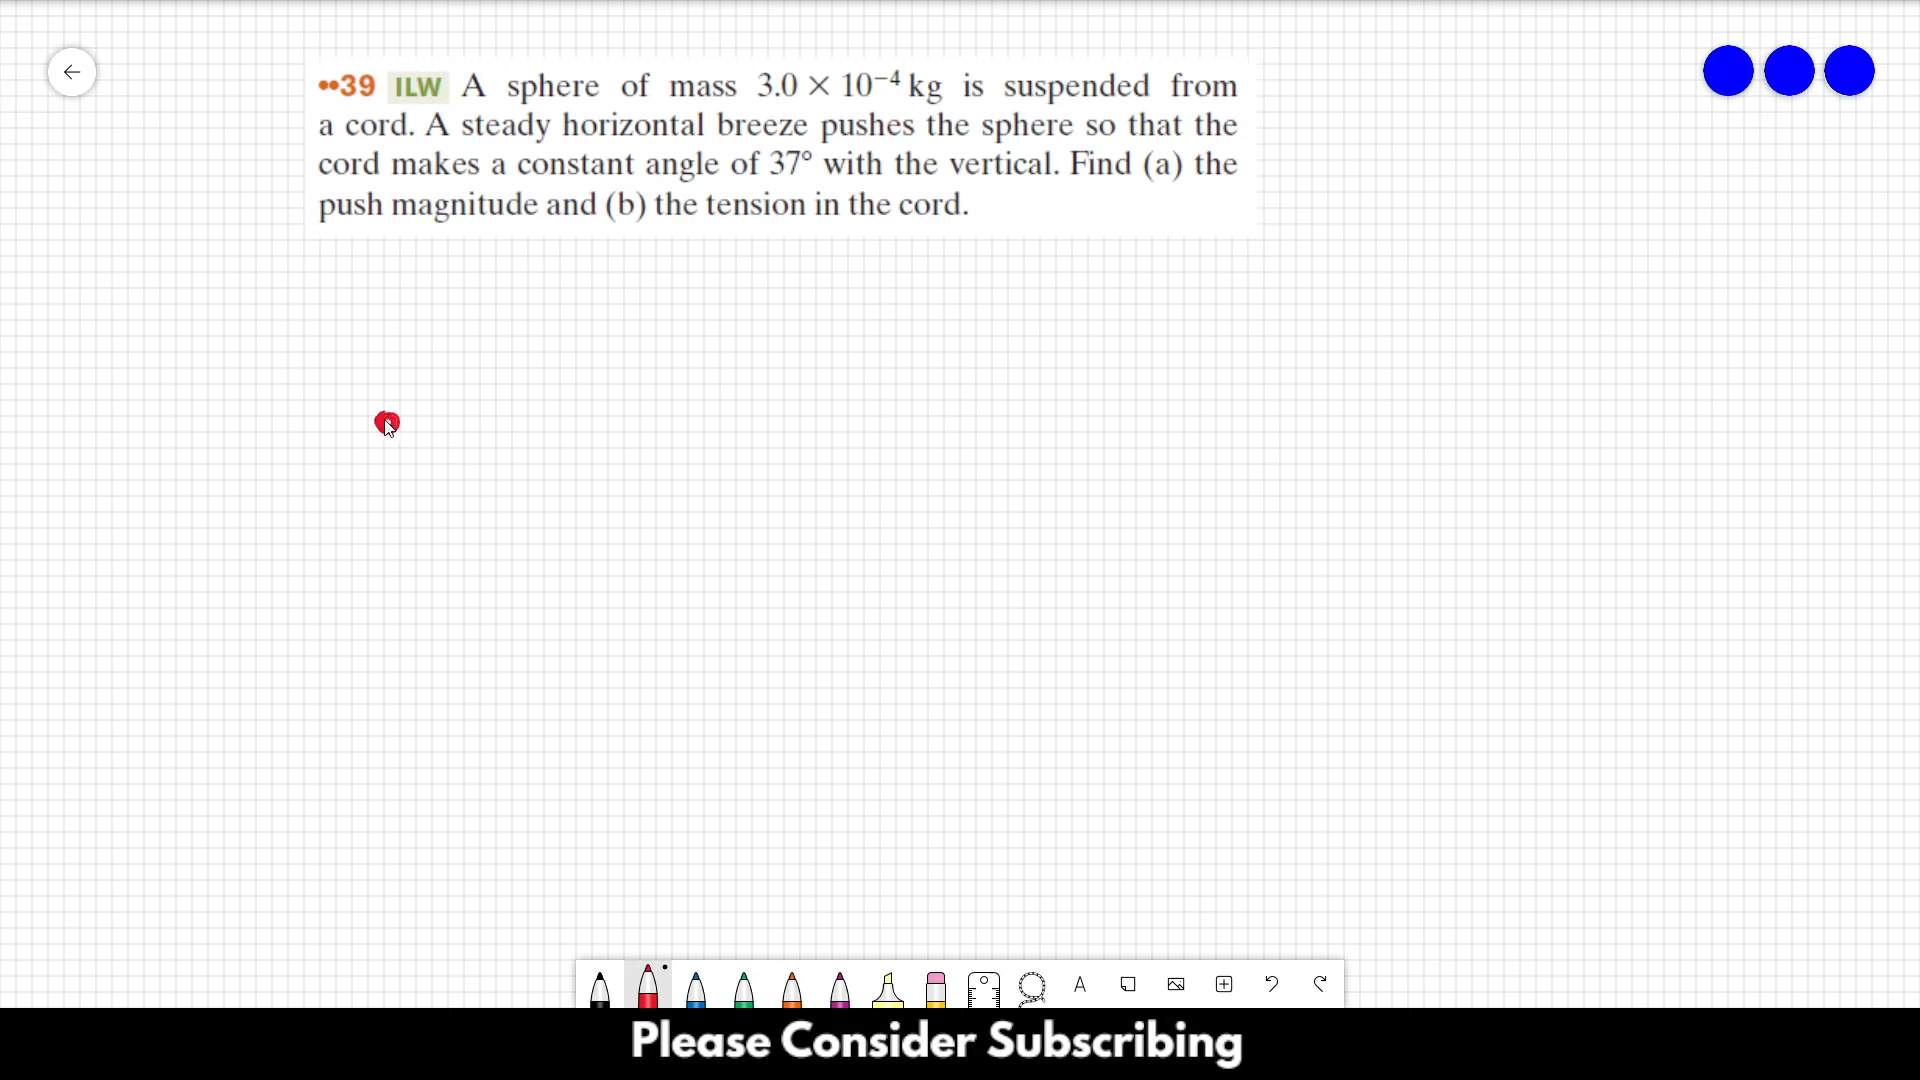 ••39 ILW A sphere of mass 3.0 × 10⁻⁴ kg is suspended from
a cord. A steady horizontal breeze pushes the sphere so that the
cord makes a constant angle of 37° with the vertical. Find (a) the
push magnitude and (b) the tension in the cord.
A
Please Consider Subscribing